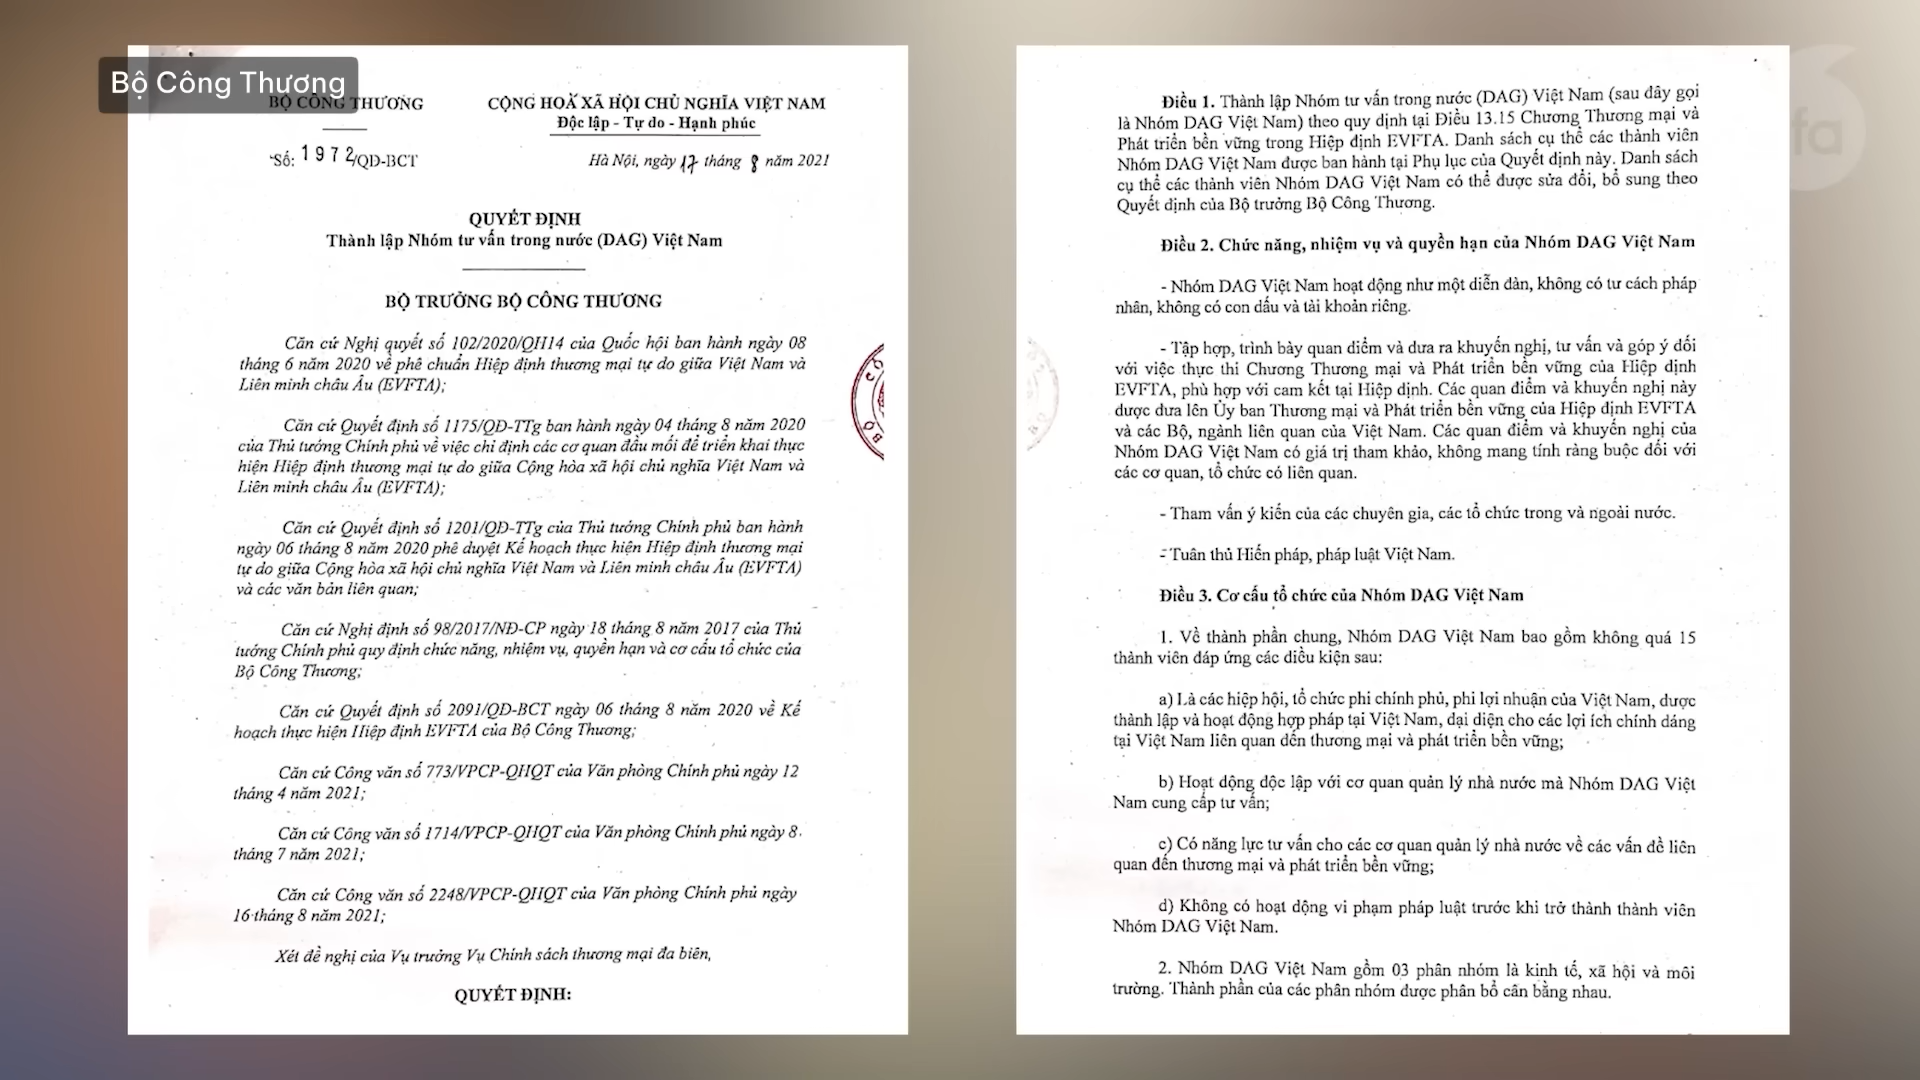 Bộ Công Thương
BỘ CÔNG THƯƠNG
CỘNG HOÀ XÃ HỘI CHỦ NGHĨA VIỆT NAM
Độc lập - Tự do - Hạnh phúc
Số: 1972/QĐ-BCT
Hà Nội, ngày 17 tháng 8 năm 2021
QUYẾT ĐỊNH
Thành lập Nhóm tư vấn trong nước (DAG) Việt Nam
BỘ TRƯỞNG BỘ CÔNG THƯƠNG
Căn cứ Nghị quyết số 102/2020/QH14 của Quốc hội ban hành ngày 08
tháng 6 năm 2020 về phê chuẩn Hiệp định thương mại tự do giữa Việt Nam và
Liên minh châu Âu (EVFTA);
Căn cứ Quyết định số 1175/QĐ-TTg ban hành ngày 04 tháng 8 năm 2020
của Thủ tướng Chính phủ về việc chỉ định các cơ quan đầu mối để triển khai thực
hiện Hiệp định thương mại tự do giữa Cộng hòa xã hội chủ nghĩa Việt Nam và
Liên minh châu Âu (EVFTA);
Căn cứ Quyết định số 1201/QĐ-TTg của Thủ tướng Chính phủ ban hành
ngày 06 tháng 8 năm 2020 phê duyệt Kế hoạch thực hiện Hiệp định thương mại
tự do giữa Cộng hòa xã hội chủ nghĩa Việt Nam và Liên minh châu Âu (EVFTA)
và các văn bản liên quan;
Căn cứ Nghị định số 98/2017/NĐ-CP ngày 18 tháng 8 năm 2017 của Thủ
tướng Chính phủ quy định chức năng, nhiệm vụ, quyền hạn và cơ cấu tổ chức của
Bộ Công Thương;
Căn cứ Quyết định số 2091/QĐ-BCT ngày 06 tháng 8 năm 2020 về Kế
hoạch thực hiện Hiệp định EVFTA của Bộ Công Thương;
Căn cứ Công văn số 773/VPCP-QHQT của Văn phòng Chính phủ ngày 12
tháng 4 năm 2021;
Căn cứ Công văn số 1714/VPCP-QHQT của Văn phòng Chính phủ ngày 8
tháng 7 năm 2021;
Căn cứ Công văn số 2248/VPCP-QHQT của Văn phòng Chính phủ ngày
16 tháng 8 năm 2021;
Xét đề nghị của Vụ trưởng Vụ Chính sách thương mại đa biên,
QUYẾT ĐỊNH:
Điều 1. Thành lập Nhóm tư vấn trong nước (DAG) Việt Nam (sau đây gọi
là Nhóm DAG Việt Nam) theo quy định tại Điều 13.15 Chương Thương mại và
Phát triển bền vững trong Hiệp định EVFTA. Danh sách cụ thể các thành viên
Nhóm DAG Việt Nam được ban hành tại Phụ lục của Quyết định này. Danh sách
cụ thể các thành viên Nhóm DAG Việt Nam có thể được sửa đổi, bổ sung theo
Quyết định của Bộ trưởng Bộ Công Thương.
Điều 2. Chức năng, nhiệm vụ và quyền hạn của Nhóm DAG Việt Nam
- Nhóm DAG Việt Nam hoạt động như một diễn đàn, không có tư cách pháp
nhân, không có con dấu và tài khoản riêng.
- Tập hợp, trình bày quan điểm và đưa ra khuyến nghị, tư vấn và góp ý đối
với việc thực thi Chương Thương mại và Phát triển bền vững của Hiệp định
EVFTA, phù hợp với cam kết tại Hiệp định. Các quan điểm và khuyến nghị này
được đưa lên Ủy ban Thương mại và Phát triển bền vững của Hiệp định EVFTA
và các Bộ, ngành liên quan của Việt Nam. Các quan điểm và khuyến nghị của
Nhóm DAG Việt Nam có giá trị tham khảo, không mang tính ràng buộc đối với
các cơ quan, tổ chức có liên quan.
- Tham vấn ý kiến của các chuyên gia, các tổ chức trong và ngoài nước.
- Tuân thủ Hiến pháp, pháp luật Việt Nam.
Điều 3. Cơ cấu tổ chức của Nhóm DAG Việt Nam
1. Về thành phần chung, Nhóm DAG Việt Nam bao gồm không quá 15
thành viên đáp ứng các điều kiện sau:
a) Là các hiệp hội, tổ chức phi chính phủ, phi lợi nhuận của Việt Nam, được
thành lập và hoạt động hợp pháp tại Việt Nam, đại diện cho các lợi ích chính đáng
tại Việt Nam liên quan đến thương mại và phát triển bền vững;
b) Hoạt động độc lập với cơ quan quản lý nhà nước mà Nhóm DAG Việt
Nam cung cấp tư vấn;
c) Có năng lực tư vấn cho các cơ quan quản lý nhà nước về các vấn đề liên
quan đến thương mại và phát triển bền vững;
d) Không có hoạt động vi phạm pháp luật trước khi trở thành thành viên
Nhóm DAG Việt Nam.
2. Nhóm DAG Việt Nam gồm 03 phân nhóm là kinh tế, xã hội và môi
trường. Thành phần của các phân nhóm được phân bổ cân bằng nhau.
rfa